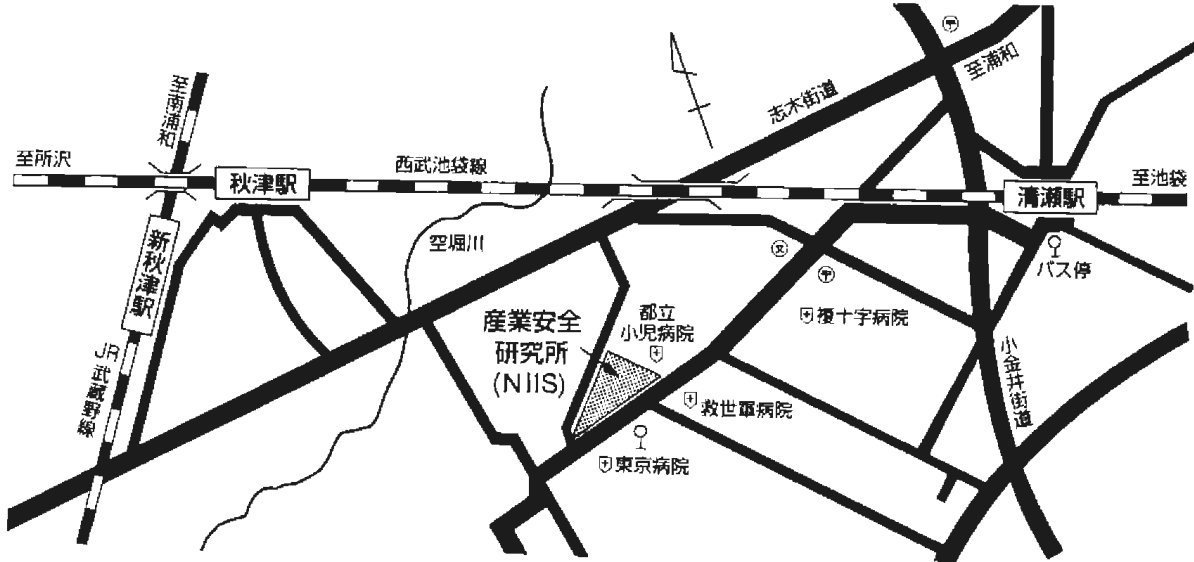 至浦和
志木街道
至南浦和
至所沢
秋津駅
西武池袋線
清瀬駅
至池袋
新秋津駅
空堀川
バス停
産業安全
研究所
(NIIS)
都立
小児病院
複十字病院
JR武蔵野線
小金井街道
救世軍病院
東京病院